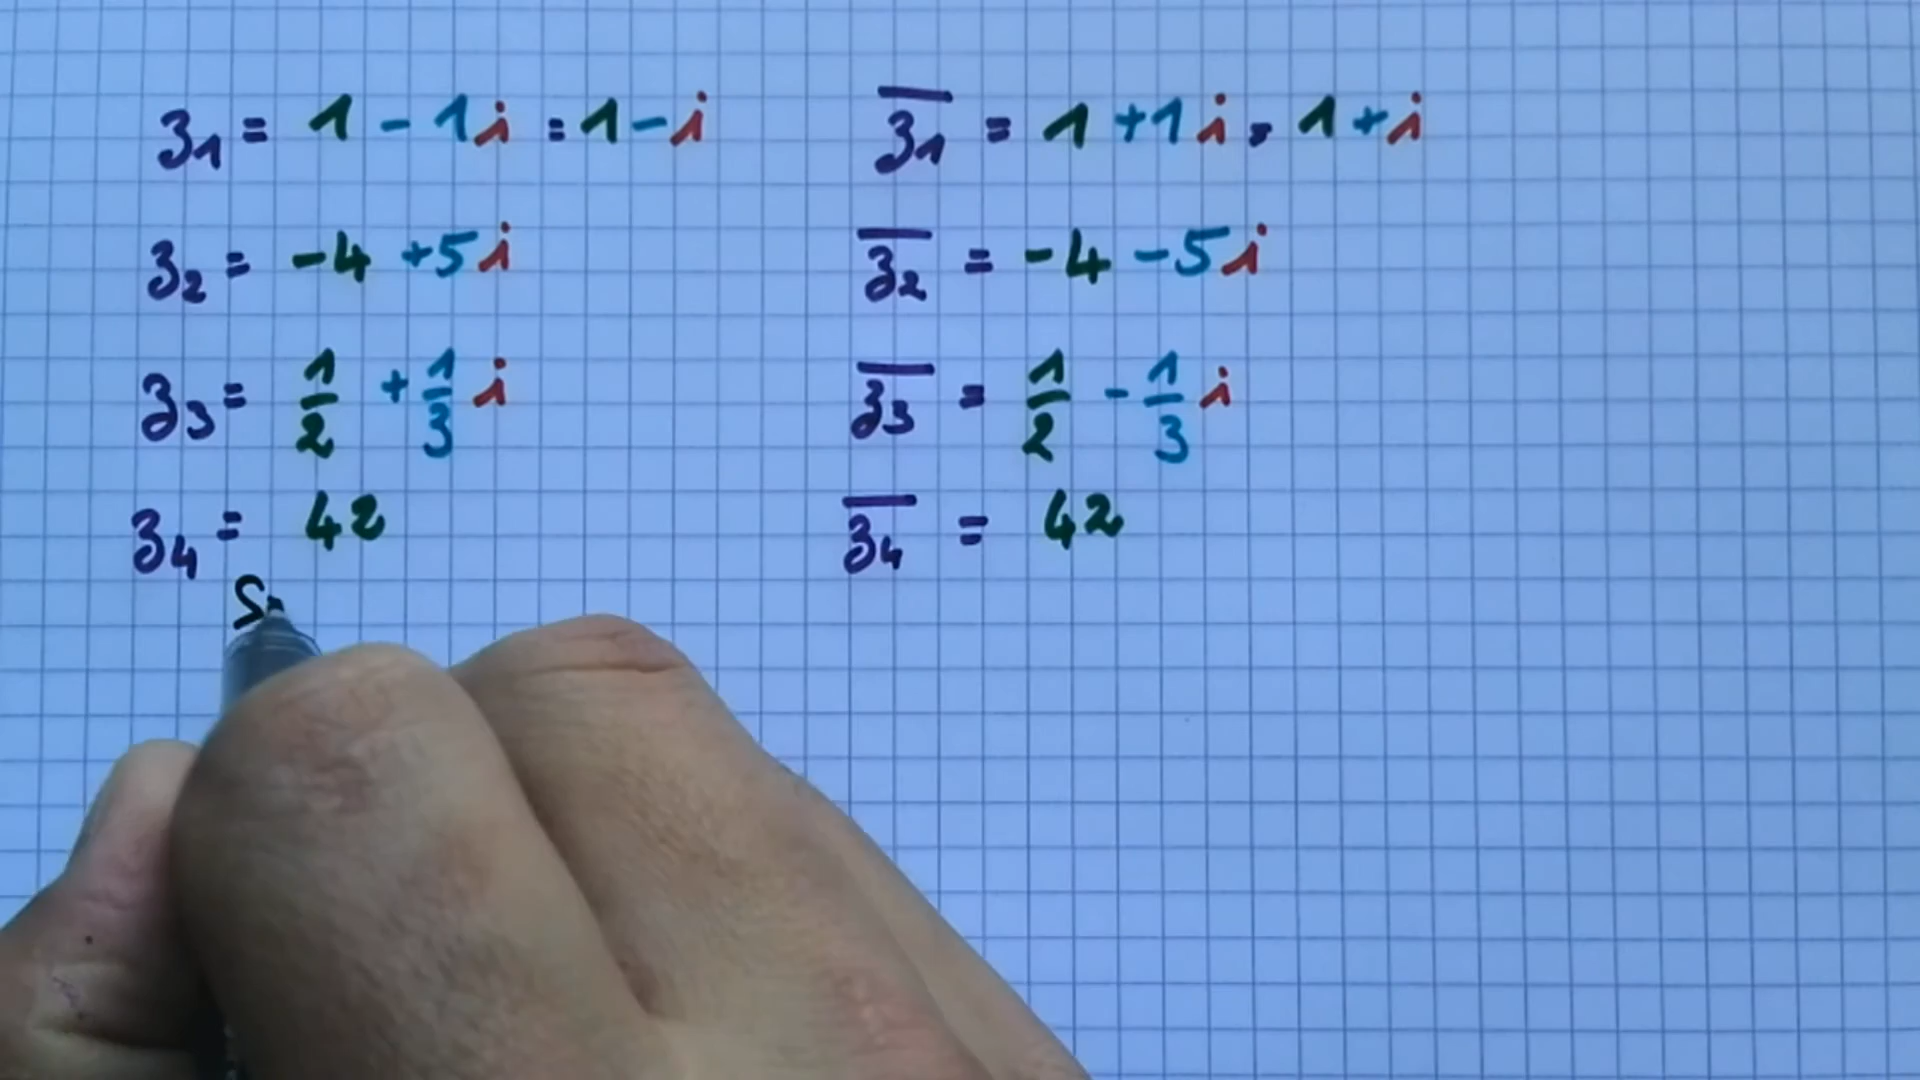 z₁ = 1 - 1i = 1 - i    z̅₁ = 1 + 1i = 1 + i
z₂ = -4 + 5i    z̅₂ = -4 - 5i
z₃ = 1/2 + 1/3 i    z̅₃ = 1/2 - 1/3 i
z₄ = 42    z̅₄ = 42